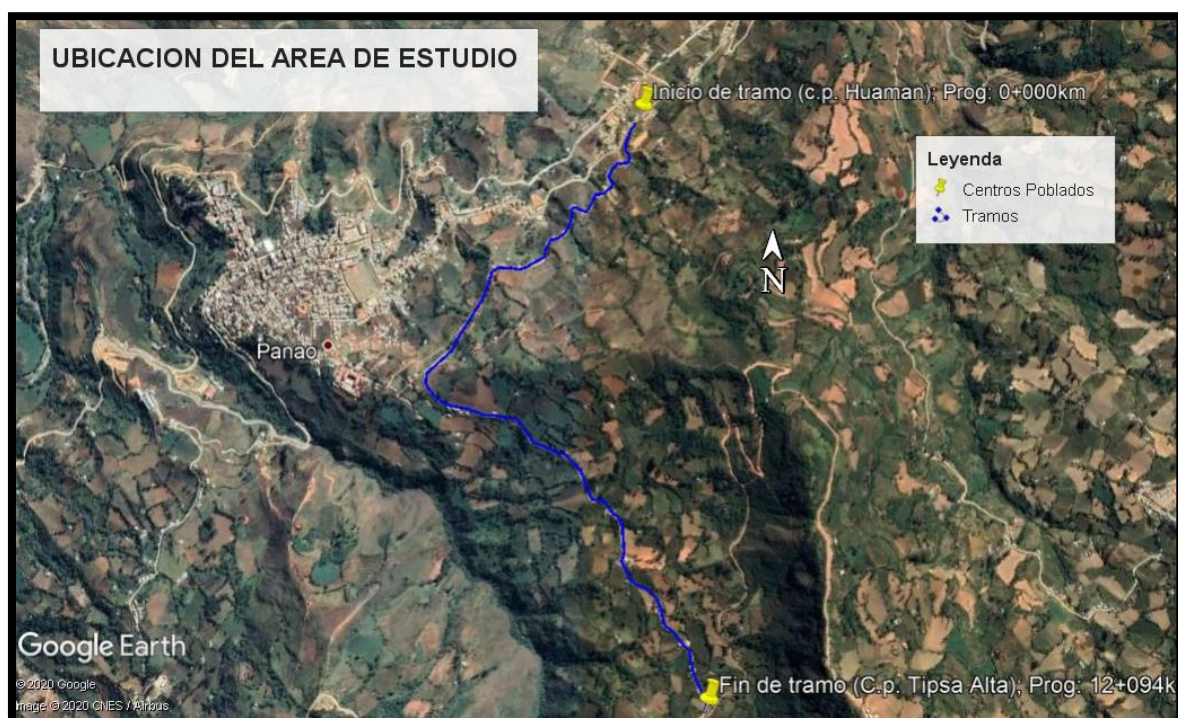 UBICACION DEL AREA DE ESTUDIO
Inicio de tramo (c.p. Huaman); Prog: 0+000km
Leyenda
Centros Poblados
Tramos
N
Panao
Google Earth
© 2020 Google
Image © 2020 CNES / Airbus
Fin de tramo (C.p. Tipsa Alta); Prog: 12+094k